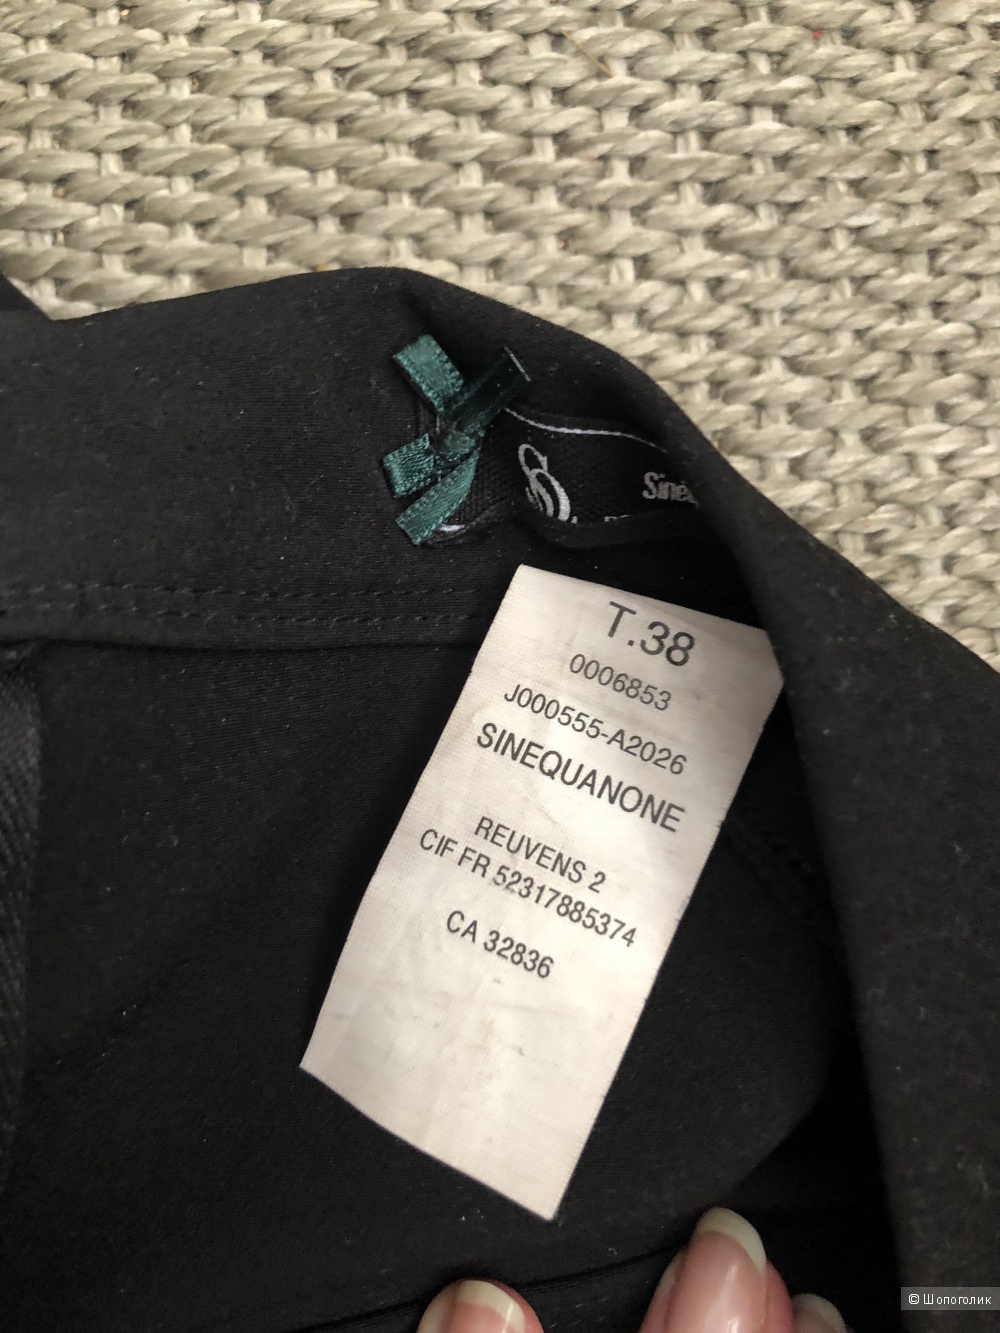 T.38
0006853
J000555-A2026
SINEQUANONE
REUVENS 2
CIF FR 52317885374
CA 32836
© Шопоголик